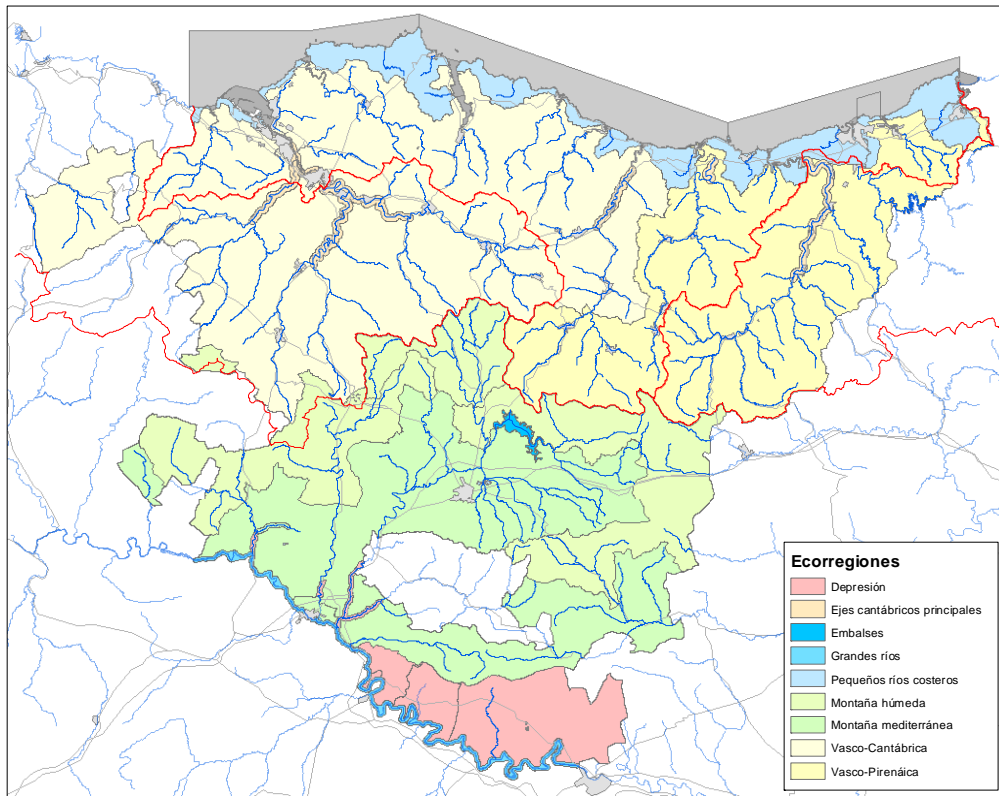 Ecorregiones
Depresión
Ejes cantábricos principales
Embalses
Grandes ríos
Pequeños ríos costeros
Montaña húmeda
Montaña mediterránea
Vasco-Cantábrica
Vasco-Pirenáica